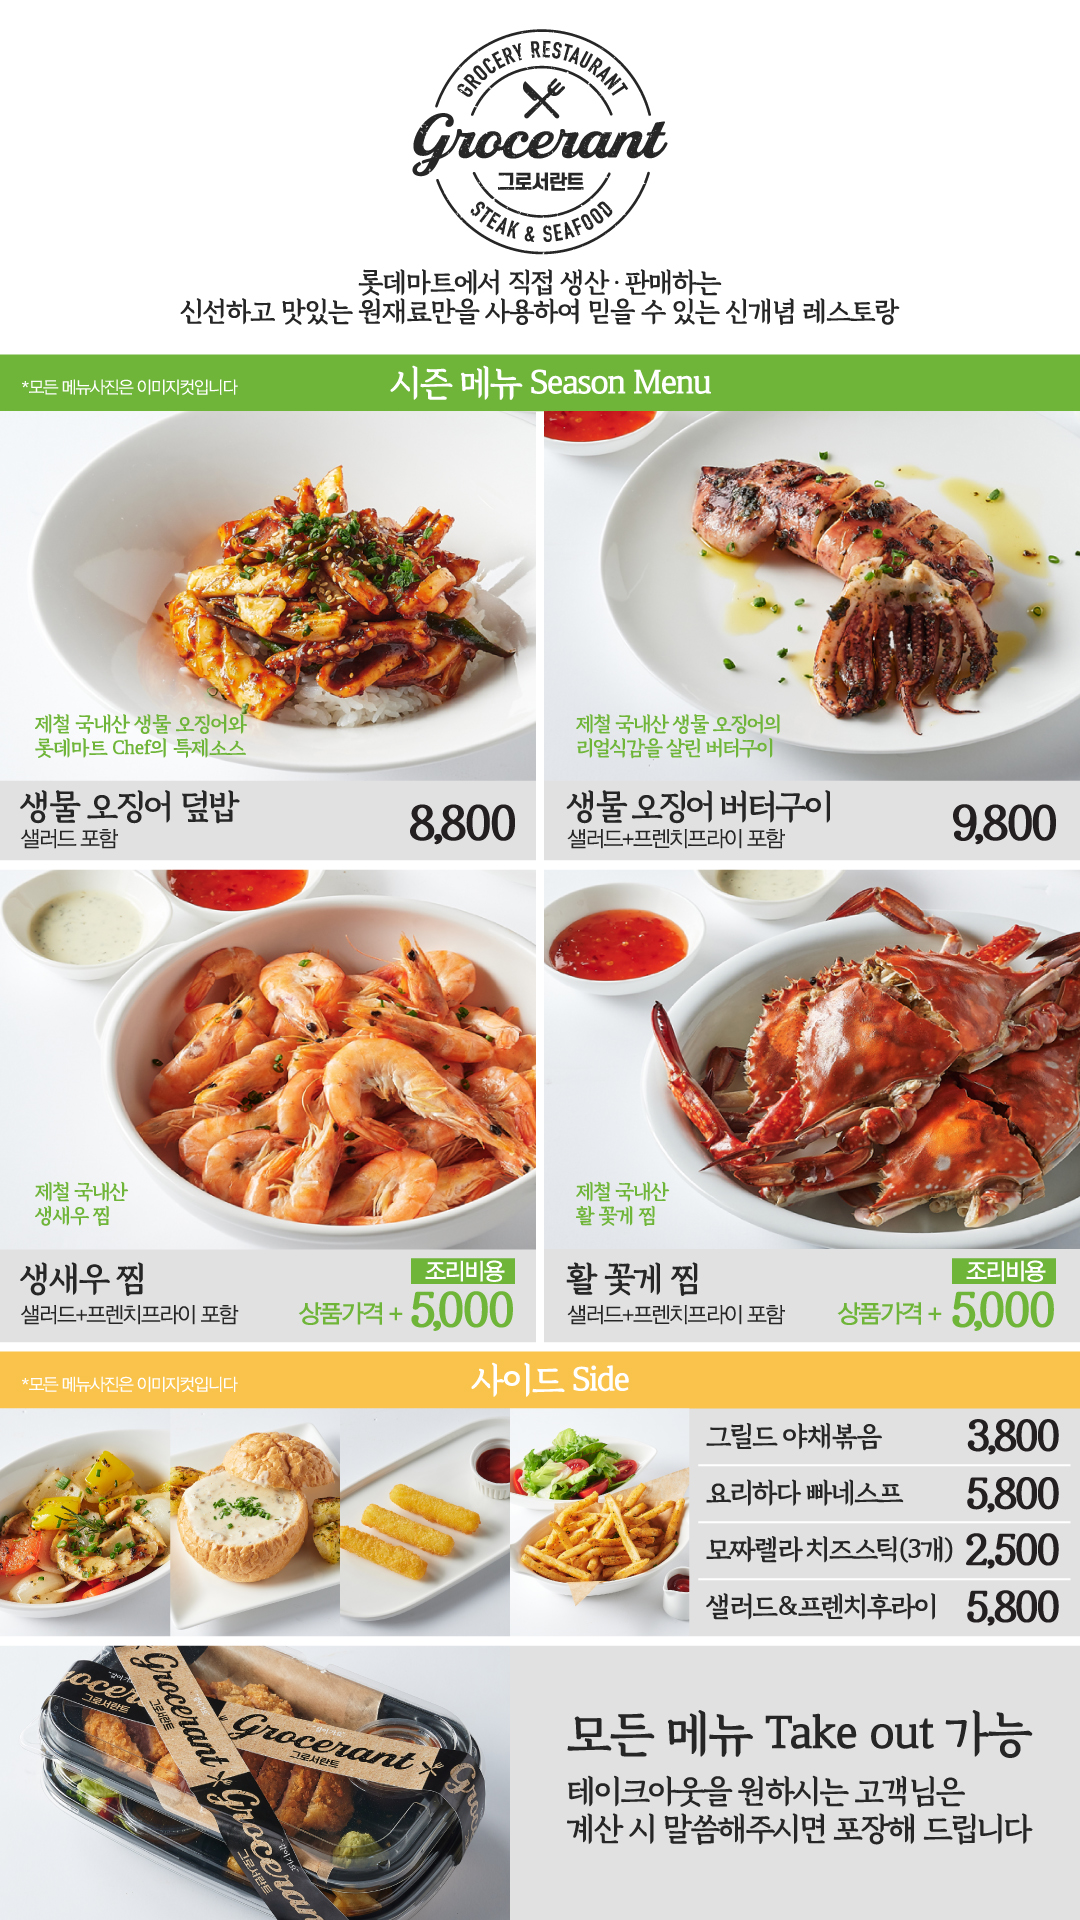 GROCERY RESTAURANT
Grocerant
그로서란트
STEAK & SEAFOOD
롯데마트에서 직접 생산·판매하는
신선하고 맛있는 원재료만을 사용하여 믿을 수 있는 신개념 레스토랑
*모든 메뉴사진은 이미지컷입니다
시즌 메뉴 Season Menu
제철 국내산 생물 오징어와
롯데마트 Chef의 특제소스
생물 오징어 덮밥
샐러드 포함
8,800
제철 국내산 생물 오징어의
리얼식감을 살린 버터구이
생물 오징어 버터구이
샐러드+프렌치프라이 포함
9,800
제철 국내산
생새우 찜
생새우 찜
샐러드+프렌치프라이 포함
조리비용
상품가격 + 5,000
제철 국내산
활 꽃게 찜
활 꽃게 찜
샐러드+프렌치프라이 포함
조리비용
상품가격 + 5,000
*모든 메뉴사진은 이미지컷입니다
사이드 Side
그릴드 야채볶음 3,800
요리하다 빠네스프 5,800
모짜렐라 치즈스틱(3개) 2,500
샐러드&프렌치후라이 5,800
Grocerant
그로서란트
Grocerant
그로서란트
모든 메뉴 Take out 가능
테이크아웃을 원하시는 고객님은
계산 시 말씀해주시면 포장해 드립니다